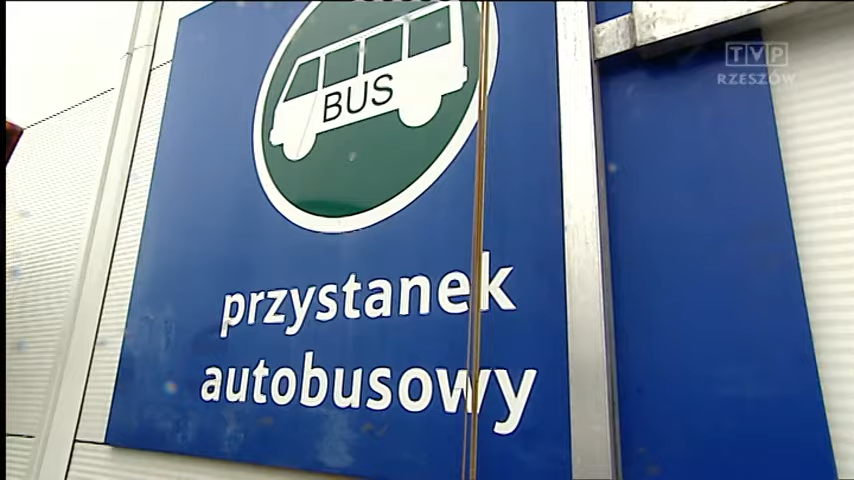 TVP
RZESZÓW
BUS
przystanek
autobusowy